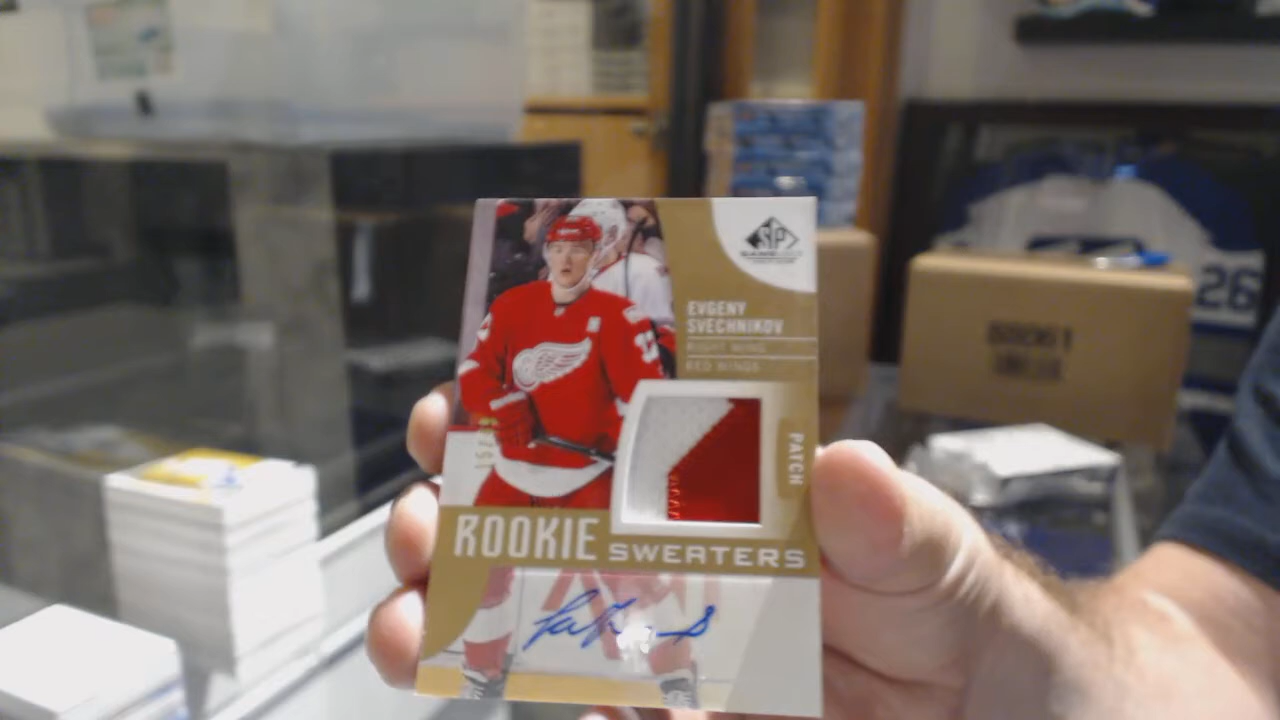 SP
EVGENY
SVECHNIKOV
RIGHT WING
RED WINGS
PATCH
ROOKIE SWEATERS
26